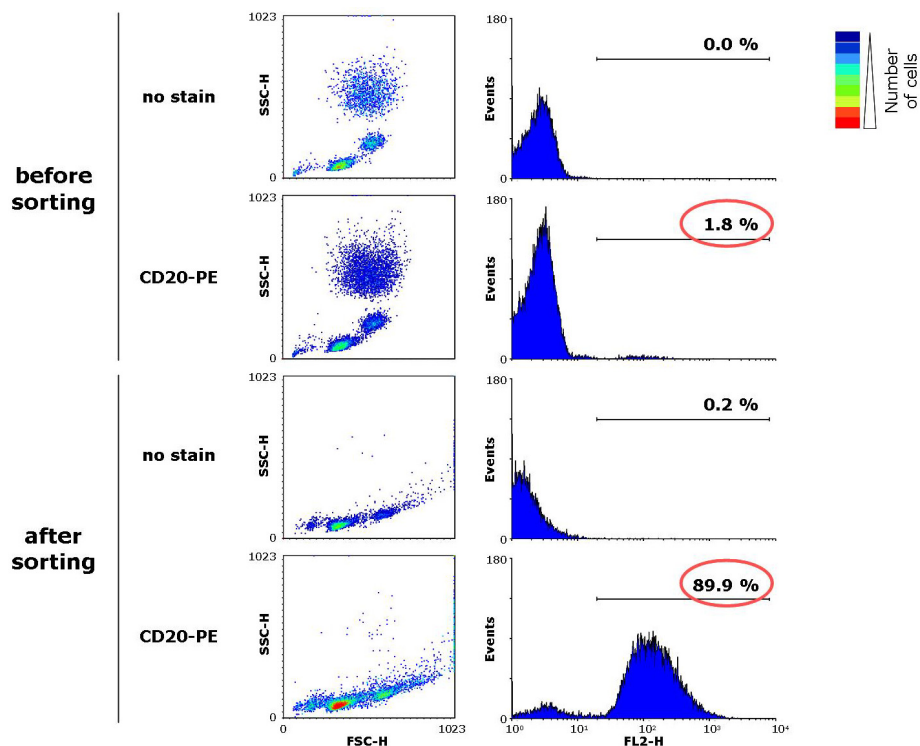 before
sorting
no stain
1023
SSC-H
0
180
Events
0
0.0 %
Number
of cells
CD20-PE
1023
SSC-H
0
180
Events
0
1.8 %
after
sorting
no stain
1023
SSC-H
0
180
Events
0
0.2 %
CD20-PE
1023
SSC-H
0
0
FSC-H
1023
180
Events
0
89.9 %
10⁰ 10¹ 10² 10³ 10⁴
FL2-H